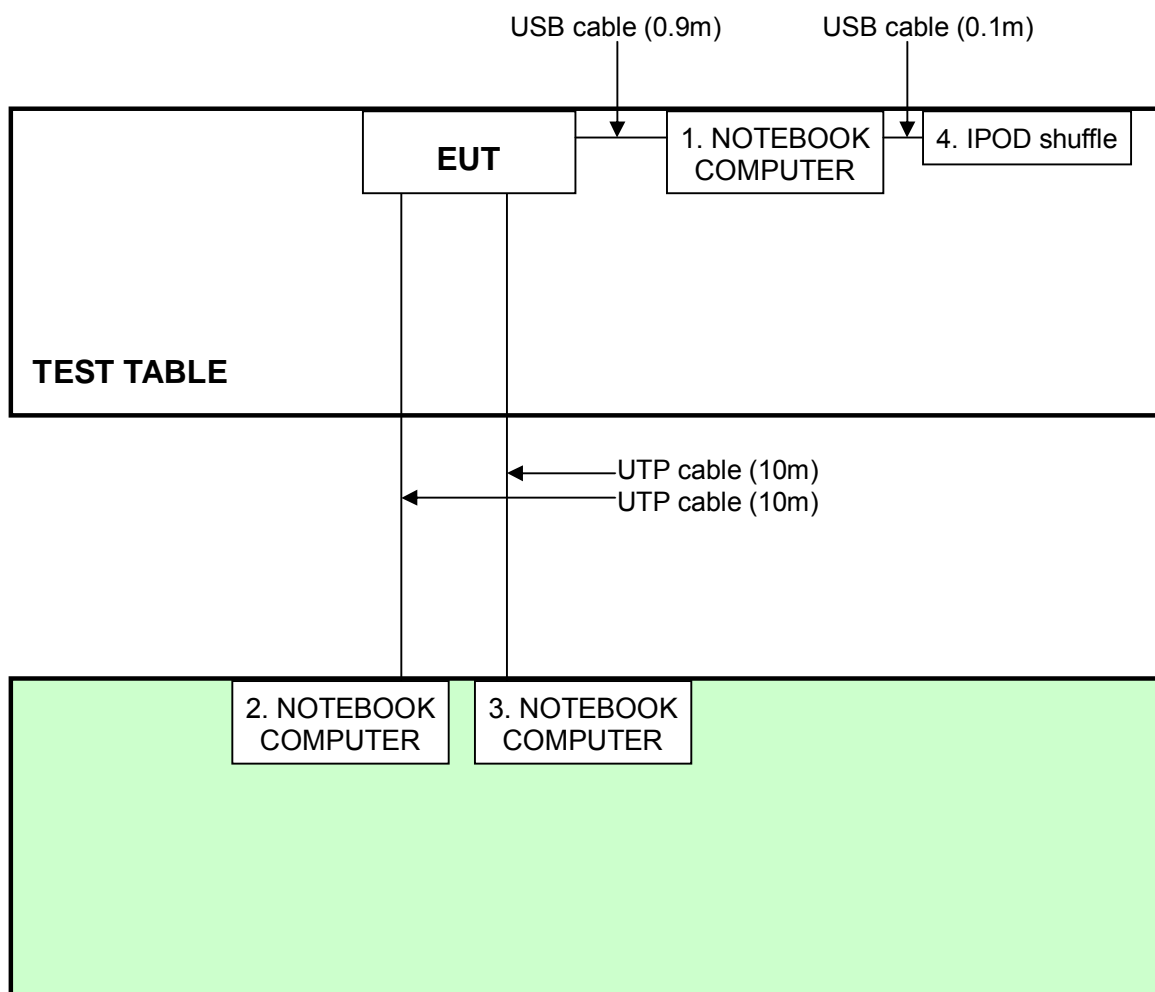 USB cable (0.9m)
USB cable (0.1m)
EUT
1. NOTEBOOK
COMPUTER
4. IPOD shuffle
TEST TABLE
UTP cable (10m)
UTP cable (10m)
2. NOTEBOOK
COMPUTER
3. NOTEBOOK
COMPUTER